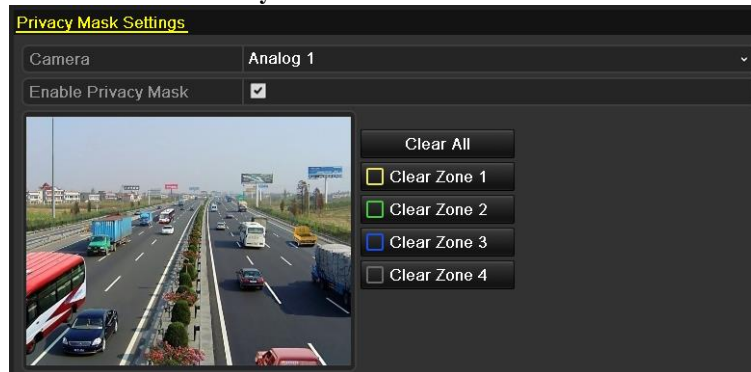 Privacy Mask Settings
Camera Analog 1
Enable Privacy Mask
Clear All
Clear Zone 1
Clear Zone 2
Clear Zone 3
Clear Zone 4